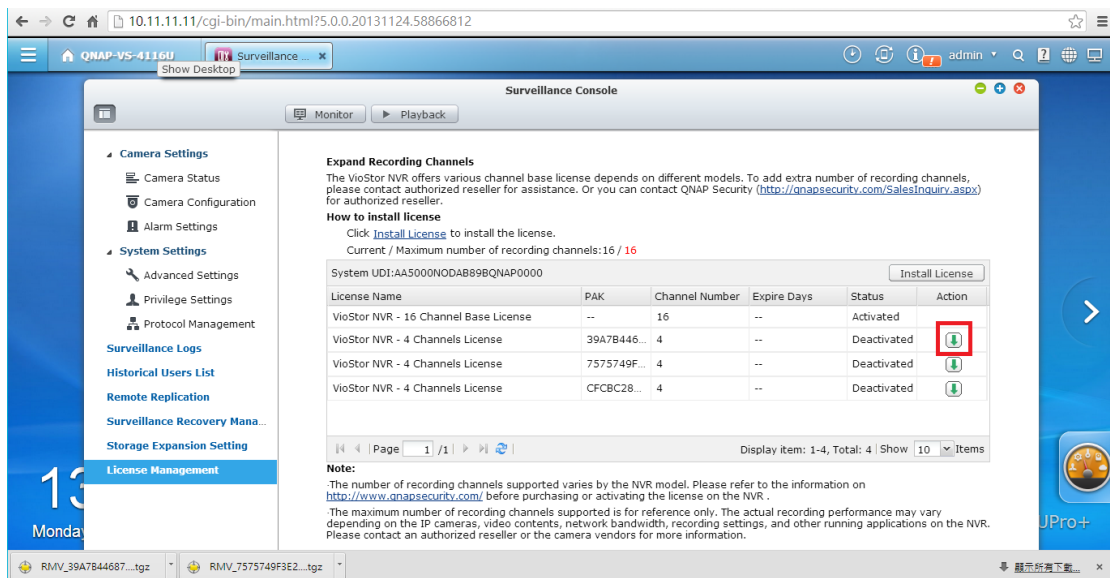 10.11.11.11/cgi-bin/main.html?5.0.0.20131124.58866812
QNAP-VS-4116U
Surveillance ...
admin
Show Desktop
Surveillance Console
Monitor
Playback
Camera Settings
Camera Status
Camera Configuration
Alarm Settings
System Settings
Advanced Settings
Privilege Settings
Protocol Management
Surveillance Logs
Historical Users List
Remote Replication
Surveillance Recovery Mana...
Storage Expansion Setting
License Management
Expand Recording Channels
The VioStor NVR offers various channel base license depends on different models. To add extra number of recording channels,
please contact authorized reseller for assistance. Or you can contact QNAP Security (http://qnapsecurity.com/SalesInquiry.aspx)
for authorized reseller.
How to install license
Click Install License to install the license.
Current / Maximum number of recording channels:16 / 16
System UDI:AA5000NODAB89BQNAP0000
Install License
License Name PAK Channel Number Expire Days Status Action
VioStor NVR - 16 Channel Base License -- 16 -- Activated
VioStor NVR - 4 Channels License 39A7B446... 4 -- Deactivated
VioStor NVR - 4 Channels License 7575749F... 4 -- Deactivated
VioStor NVR - 4 Channels License CFCBC28... 4 -- Deactivated
Page 1 /1 Display item: 1-4, Total: 4 Show 10 Items
Note:
·The number of recording channels supported varies by the NVR model. Please refer to the information on
http://www.qnapsecurity.com/ before purchasing or activating the license on the NVR .
·The maximum number of recording channels supported is for reference only. The actual recording performance may vary
depending on the IP cameras, video contents, network bandwidth, recording settings, and other running applications on the NVR.
Please contact an authorized reseller or the camera vendors for more information.
13
Monday
UPro+
RMV_39A7B44687....tgz
RMV_7575749F3E2....tgz
顯示所有下載...